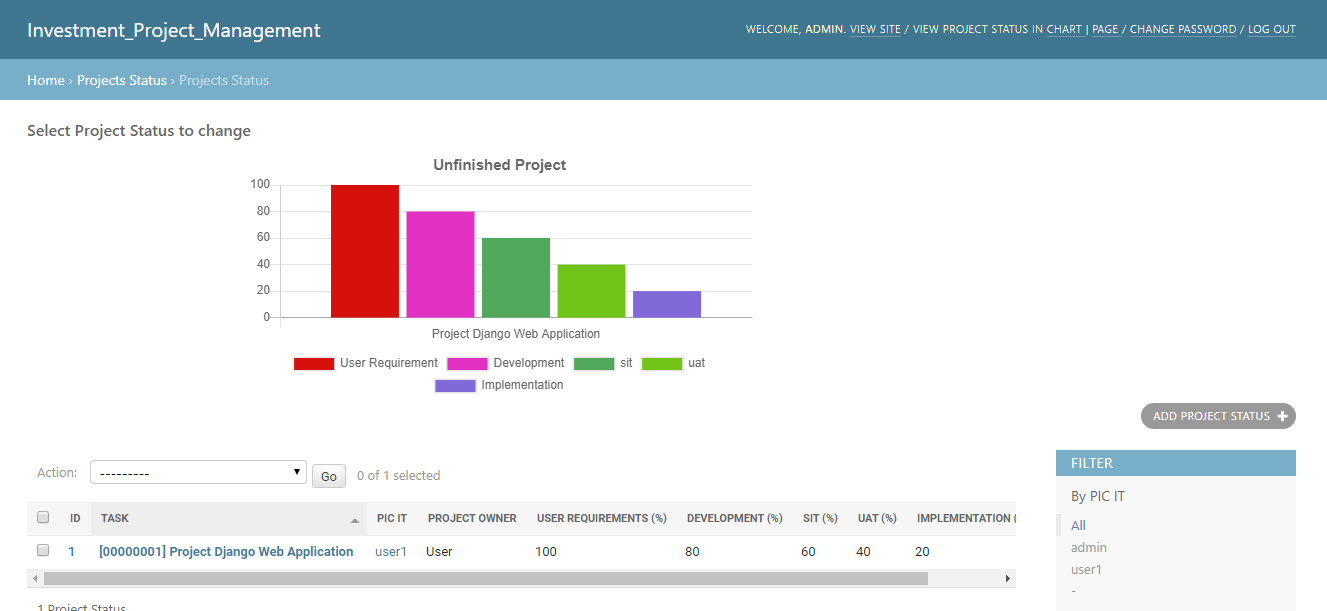 Investment_Project_Management
WELCOME, ADMIN. VIEW SITE / VIEW PROJECT STATUS IN CHART | PAGE / CHANGE PASSWORD / LOG OUT
Home › Projects Status › Projects Status
Select Project Status to change
Unfinished Project
100
80
60
40
20
0
Project Django Web Application
User Requirement Development sit uat
Implementation
ADD PROJECT STATUS +
Action: --------- Go 0 of 1 selected
ID TASK PIC IT PROJECT OWNER USER REQUIREMENTS (%) DEVELOPMENT (%) SIT (%) UAT (%) IMPLEMENTATION (
1 [00000001] Project Django Web Application user1 User 100 80 60 40 20
1 Project Status
FILTER
By PIC IT
All
admin
user1
-